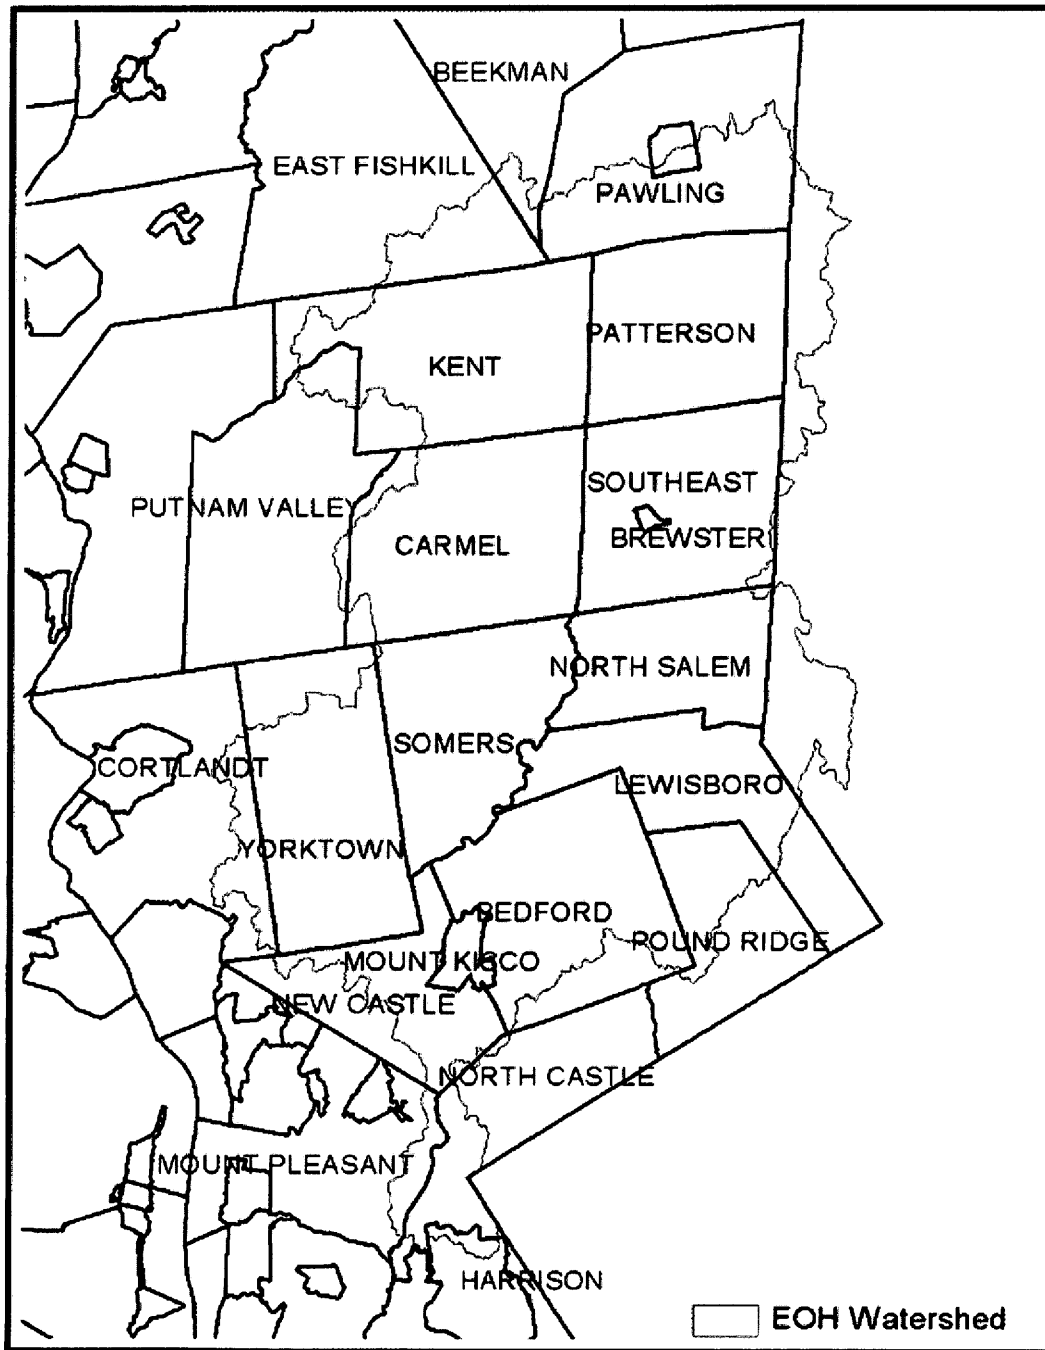 BEEKMAN
EAST FISHKILL
PAWLING
PATTERSON
KENT
SOUTHEAST
PUTNAM VALLEY
BREWSTER
CARMEL
NORTH SALEM
SOMERS
CORTLANDT
LEWISBORO
YORKTOWN
BEDFORD
POUND RIDGE
MOUNT KISCO
NEW CASTLE
NORTH CASTLE
MOUNT PLEASANT
HARRISON
EOH Watershed